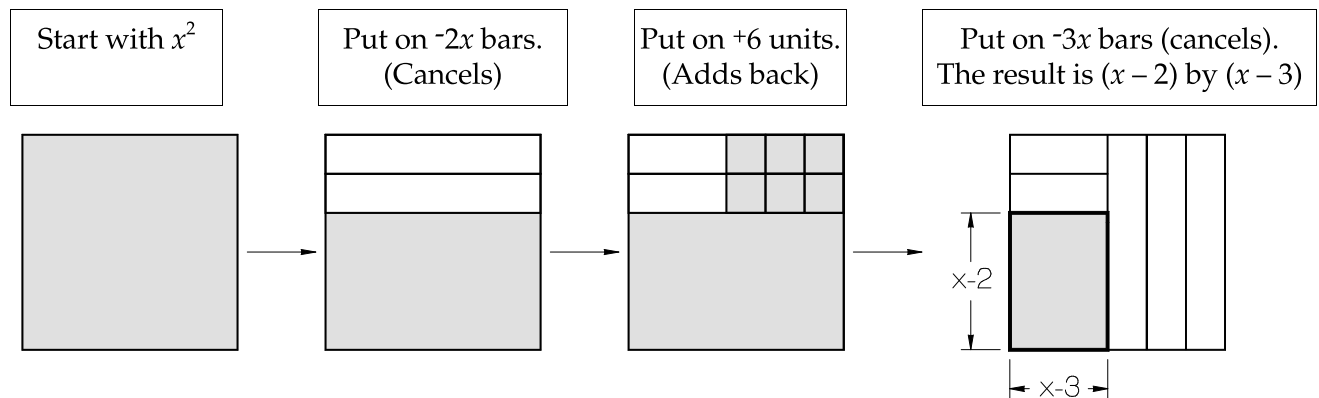 Start with x²
Put on ⁻2x bars.
(Cancels)
Put on ⁺6 units.
(Adds back)
Put on ⁻3x bars (cancels).
The result is (x – 2) by (x – 3)
x-2
x-3